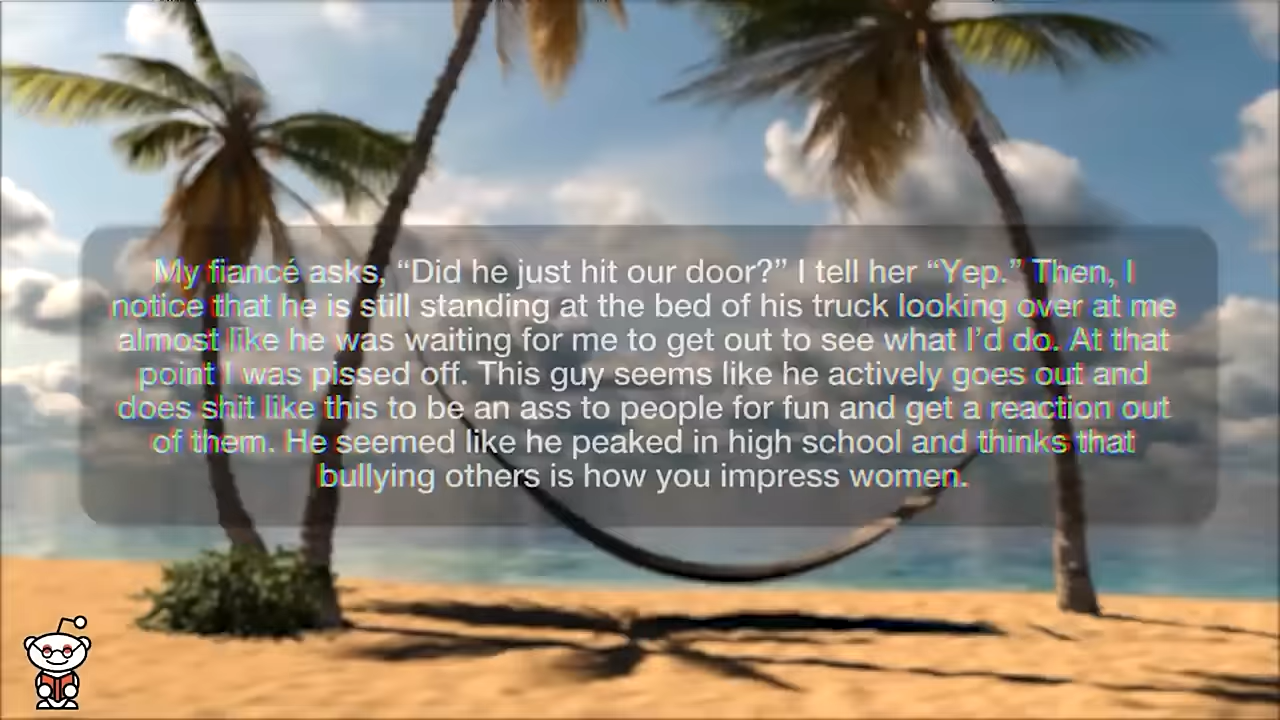 My fiancé asks, “Did he just hit our door?” I tell her “Yep.” Then, I
notice that he is still standing at the bed of his truck looking over at me
almost like he was waiting for me to get out to see what I’d do. At that
point I was pissed off. This guy seems like he actively goes out and
does shit like this to be an ass to people for fun and get a reaction out
of them. He seemed like he peaked in high school and thinks that
bullying others is how you impress women.